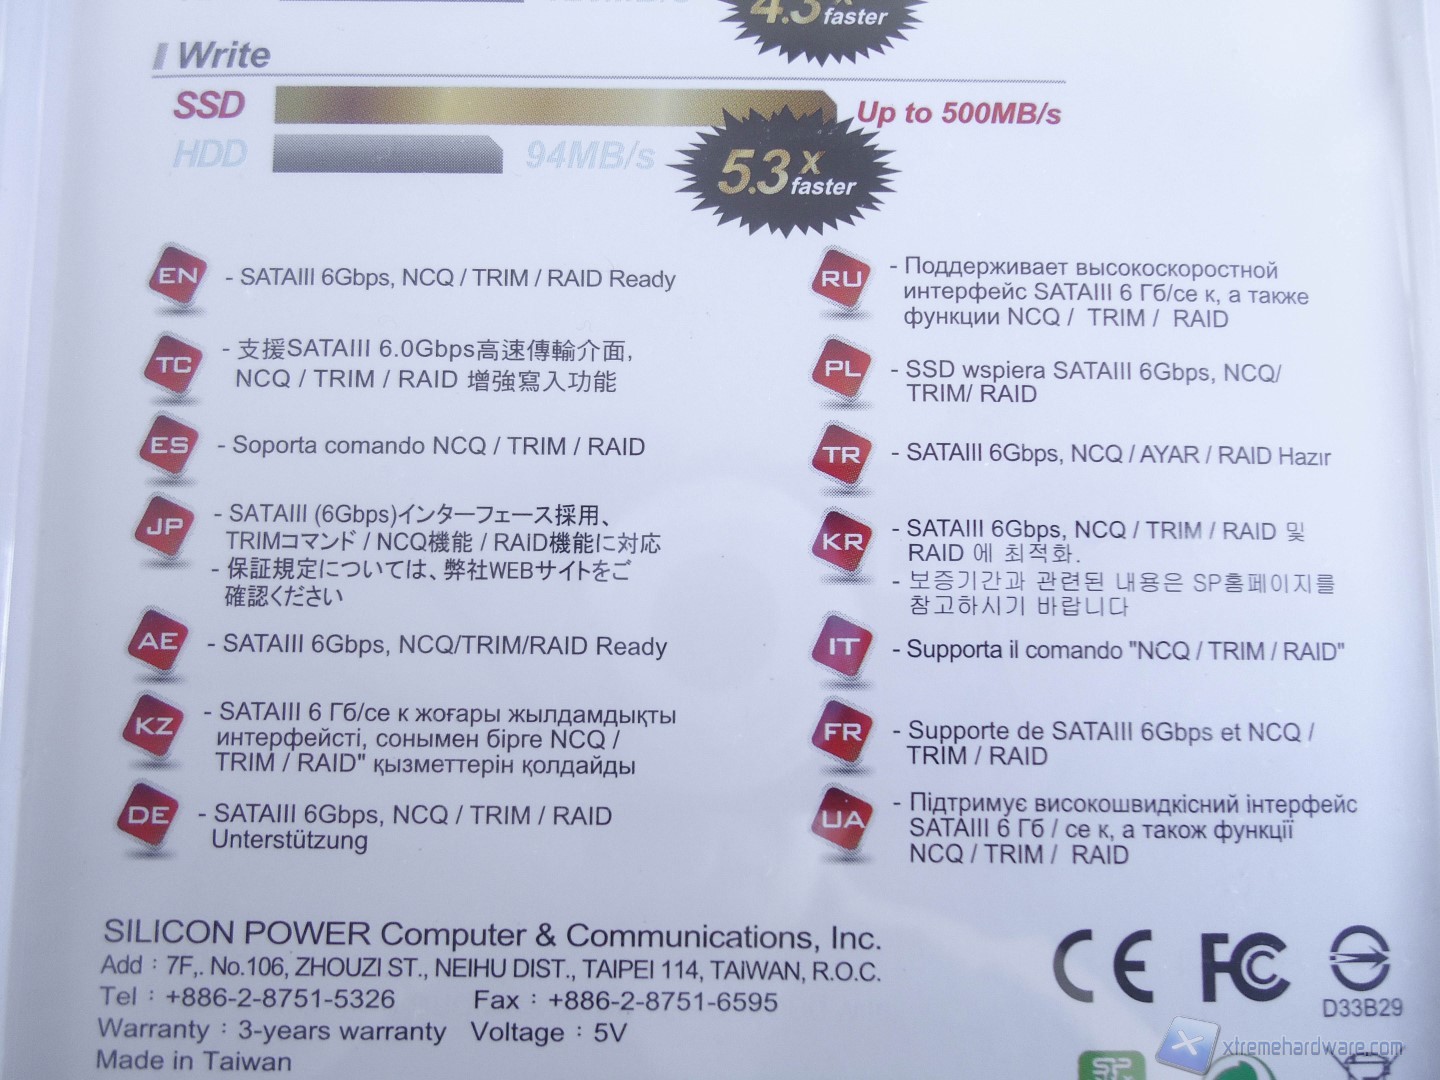 4.3x faster
Write
SSD Up to 500MB/s
HDD 94MB/s
5.3x faster
EN - SATAIII 6Gbps, NCQ / TRIM / RAID Ready
TC - 支援SATAIII 6.0Gbps高速傳輸介面,
NCQ / TRIM / RAID 增強寫入功能
ES - Soporta comando NCQ / TRIM / RAID
JP - SATAIII (6Gbps)インターフェース採用、
TRIMコマンド / NCQ機能 / RAID機能に対応
- 保証規定については、弊社WEBサイトをご
確認ください
AE - SATAIII 6Gbps, NCQ/TRIM/RAID Ready
KZ - SATAIII 6 Гб/се к жоғары жылдамдықты
интерфейсті, сонымен бірге NCQ /
TRIM / RAID" қызметтерін қолдайды
DE - SATAIII 6Gbps, NCQ / TRIM / RAID
Unterstützung
RU - Поддерживает высокоскоростной
интерфейс SATAIII 6 Гб/се к, а также
функции NCQ / TRIM / RAID
PL - SSD wspiera SATAIII 6Gbps, NCQ/
TRIM/ RAID
TR - SATAIII 6Gbps, NCQ / AYAR / RAID Hazır
KR - SATAIII 6Gbps, NCQ / TRIM / RAID 및
RAID 에 최적화.
- 보증기간과 관련된 내용은 SP홈페이지를
참고하시기 바랍니다
IT - Supporta il comando "NCQ / TRIM / RAID"
FR - Supporte de SATAIII 6Gbps et NCQ /
TRIM / RAID
UA - Підтримує високошвидкісний інтерфейс
SATAIII 6 Гб / се к, а також функції
NCQ / TRIM / RAID
SILICON POWER Computer & Communications, Inc.
Add : 7F,. No.106, ZHOUZI ST., NEIHU DIST., TAIPEI 114, TAIWAN, R.O.C.
Tel : +886-2-8751-5326 Fax : +886-2-8751-6595
Warranty : 3-years warranty Voltage : 5V
Made in Taiwan
CE FC
D33B29
SP
xtremehardware.com